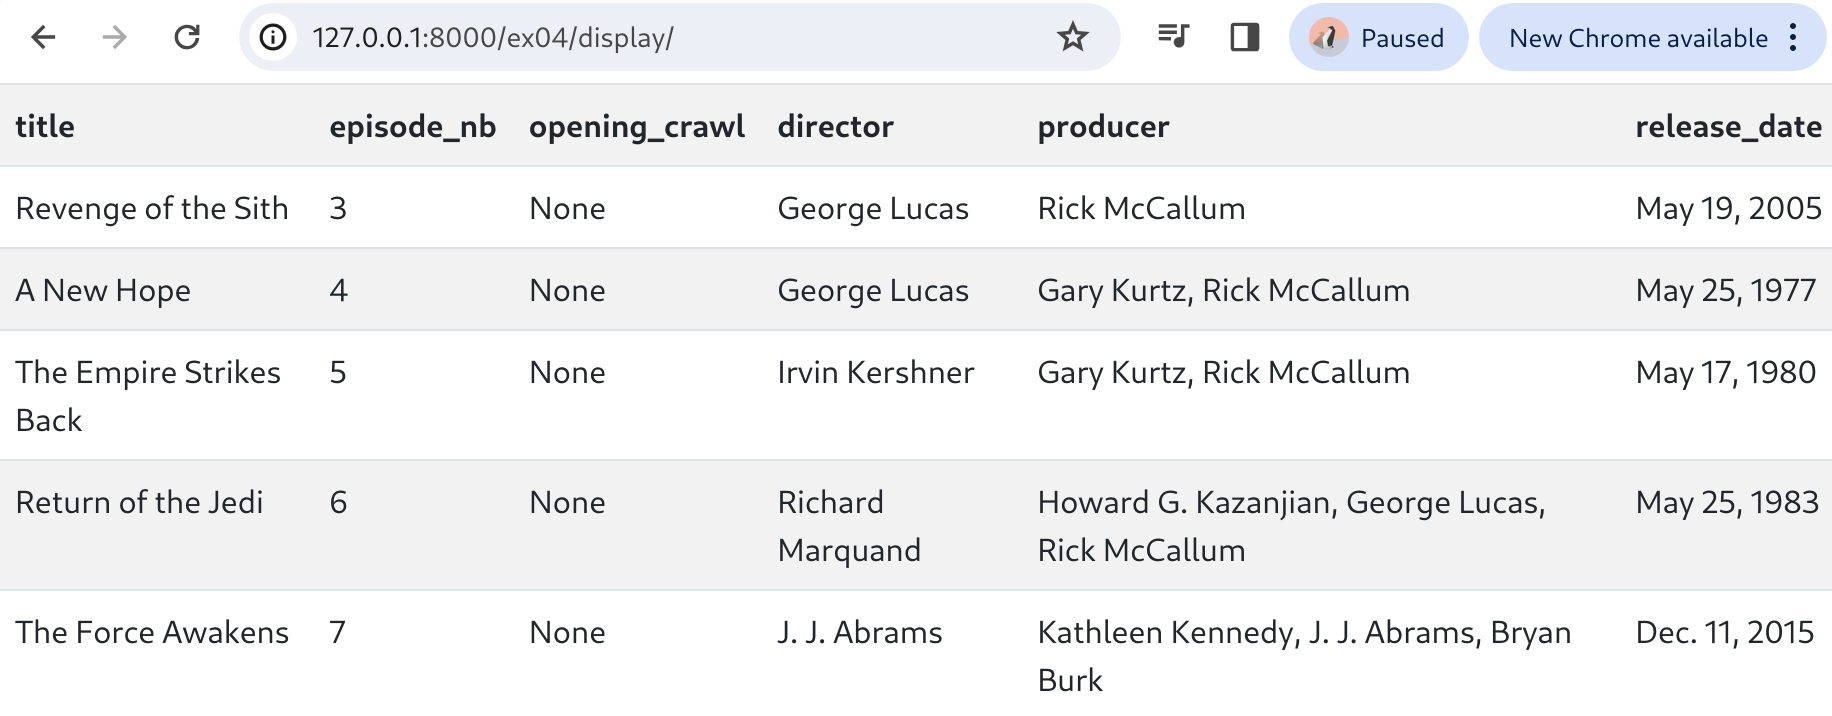 127.0.0.1:8000/ex04/display/ Paused New Chrome available
title episode_nb opening_crawl director producer release_date
Revenge of the Sith 3 None George Lucas Rick McCallum May 19, 2005
A New Hope 4 None George Lucas Gary Kurtz, Rick McCallum May 25, 1977
The Empire Strikes 5 None Irvin Kershner Gary Kurtz, Rick McCallum May 17, 1980
Back
Return of the Jedi 6 None Richard Howard G. Kazanjian, George Lucas, May 25, 1983
Marquand Rick McCallum
The Force Awakens 7 None J. J. Abrams Kathleen Kennedy, J. J. Abrams, Bryan Dec. 11, 2015
Burk